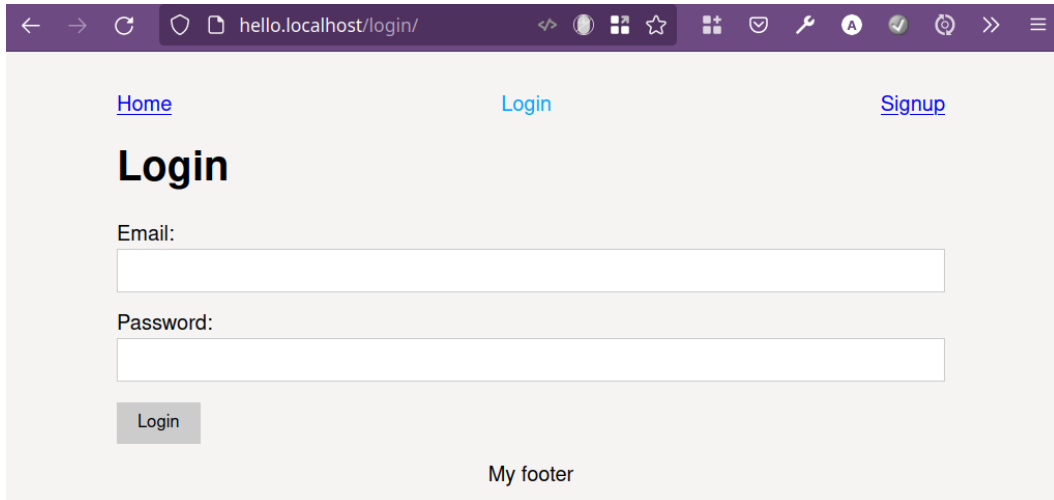 hello.localhost/login/
Home Login Signup
Login
Email:
Password:
Login
My footer